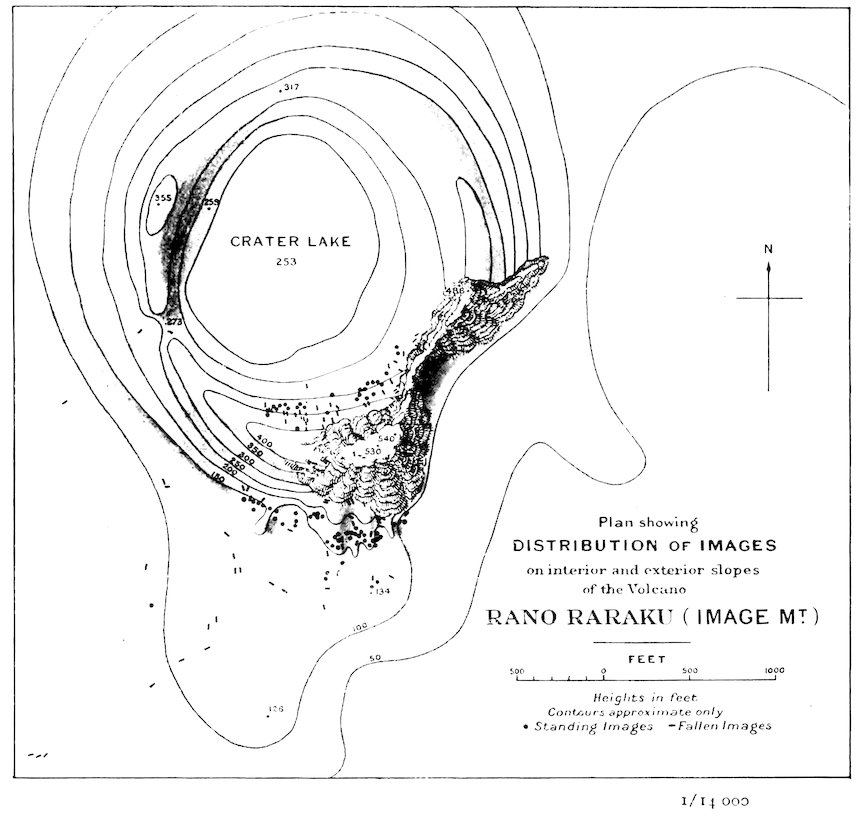 317
355
259
CRATER LAKE
253
N
486
273
540
530
400
350
300
250
200
150
134
100
50
126
Plan showing
DISTRIBUTION OF IMAGES
on interior and exterior slopes
of the Volcano
RANO RARAKU (IMAGE MT)
FEET
500 0 500 1000
Heights in feet
Contours approximate only
• Standing Images – Fallen Images
1/14 000